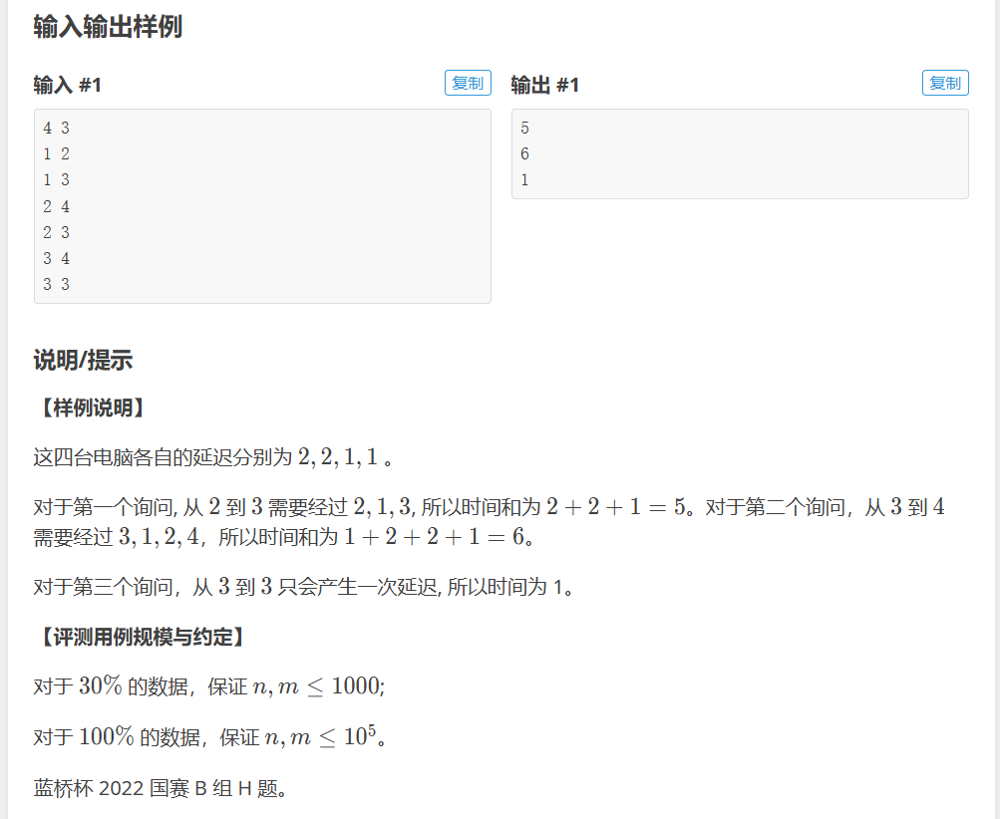 输入输出样例
输入 #1
复制
4 3
1 2
1 3
2 4
2 3
3 4
3 3
输出 #1
复制
5
6
1
说明/提示
【样例说明】
这四台电脑各自的延迟分别为 2, 2, 1, 1 。
对于第一个询问, 从 2 到 3 需要经过 2, 1, 3, 所以时间和为 2 + 2 + 1 = 5。对于第二个询问，从 3 到 4
需要经过 3, 1, 2, 4，所以时间和为 1 + 2 + 2 + 1 = 6。
对于第三个询问，从 3 到 3 只会产生一次延迟, 所以时间为 1。
【评测用例规模与约定】
对于 30% 的数据，保证 n, m ≤ 1000;
对于 100% 的数据，保证 n, m ≤ 10⁵。
蓝桥杯 2022 国赛 B 组 H 题。